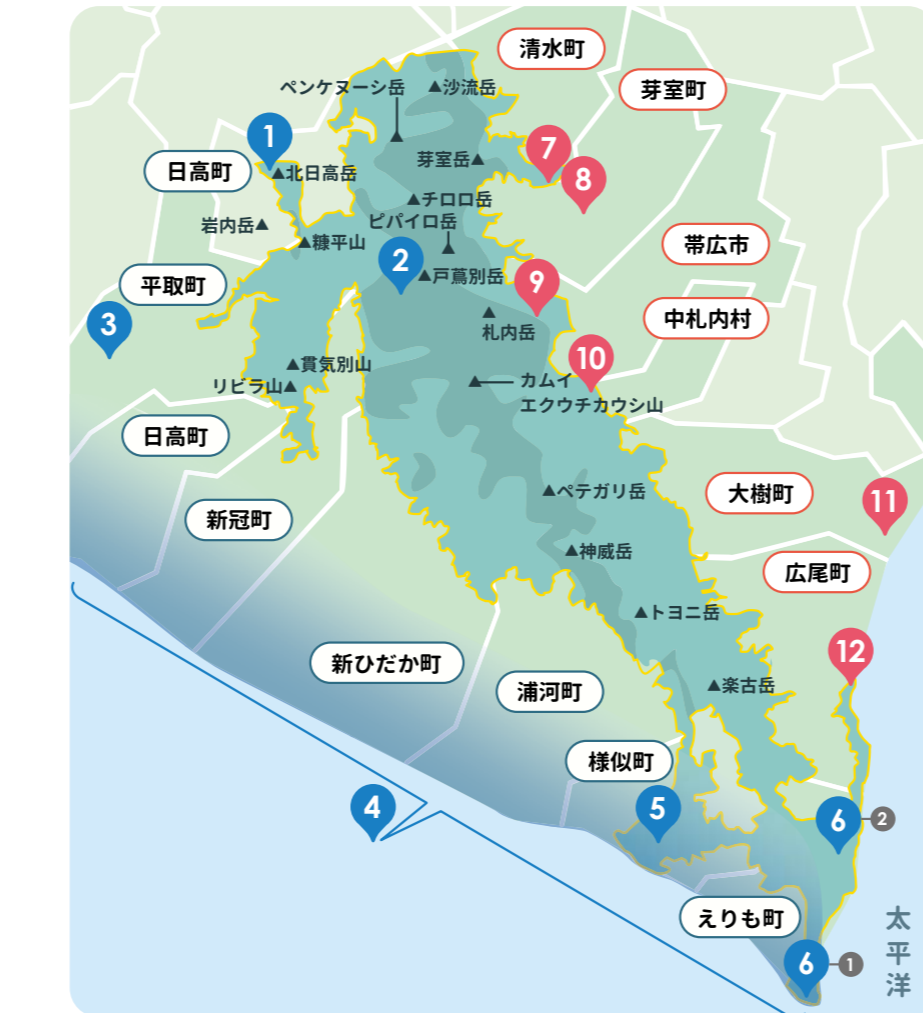 清水町
ペンケヌーシ岳
▲沙流岳
芽室町
1
7
芽室岳▲
日高町
▲北日高岳
8
▲チロロ岳
岩内岳▲
ピパイロ岳
▲糠平山
帯広市
2
▲戸蔦別岳
9
平取町
中札内村
3
札内岳
10
▲貫気別山
リビラ山▲
カムイ
エクウチカウシ山
日高町
▲ペテガリ岳
大樹町
11
新冠町
▲神威岳
広尾町
▲トヨニ岳
12
新ひだか町
浦河町
▲楽古岳
様似町
4
5
6
2
えりも町
太平洋
6
1